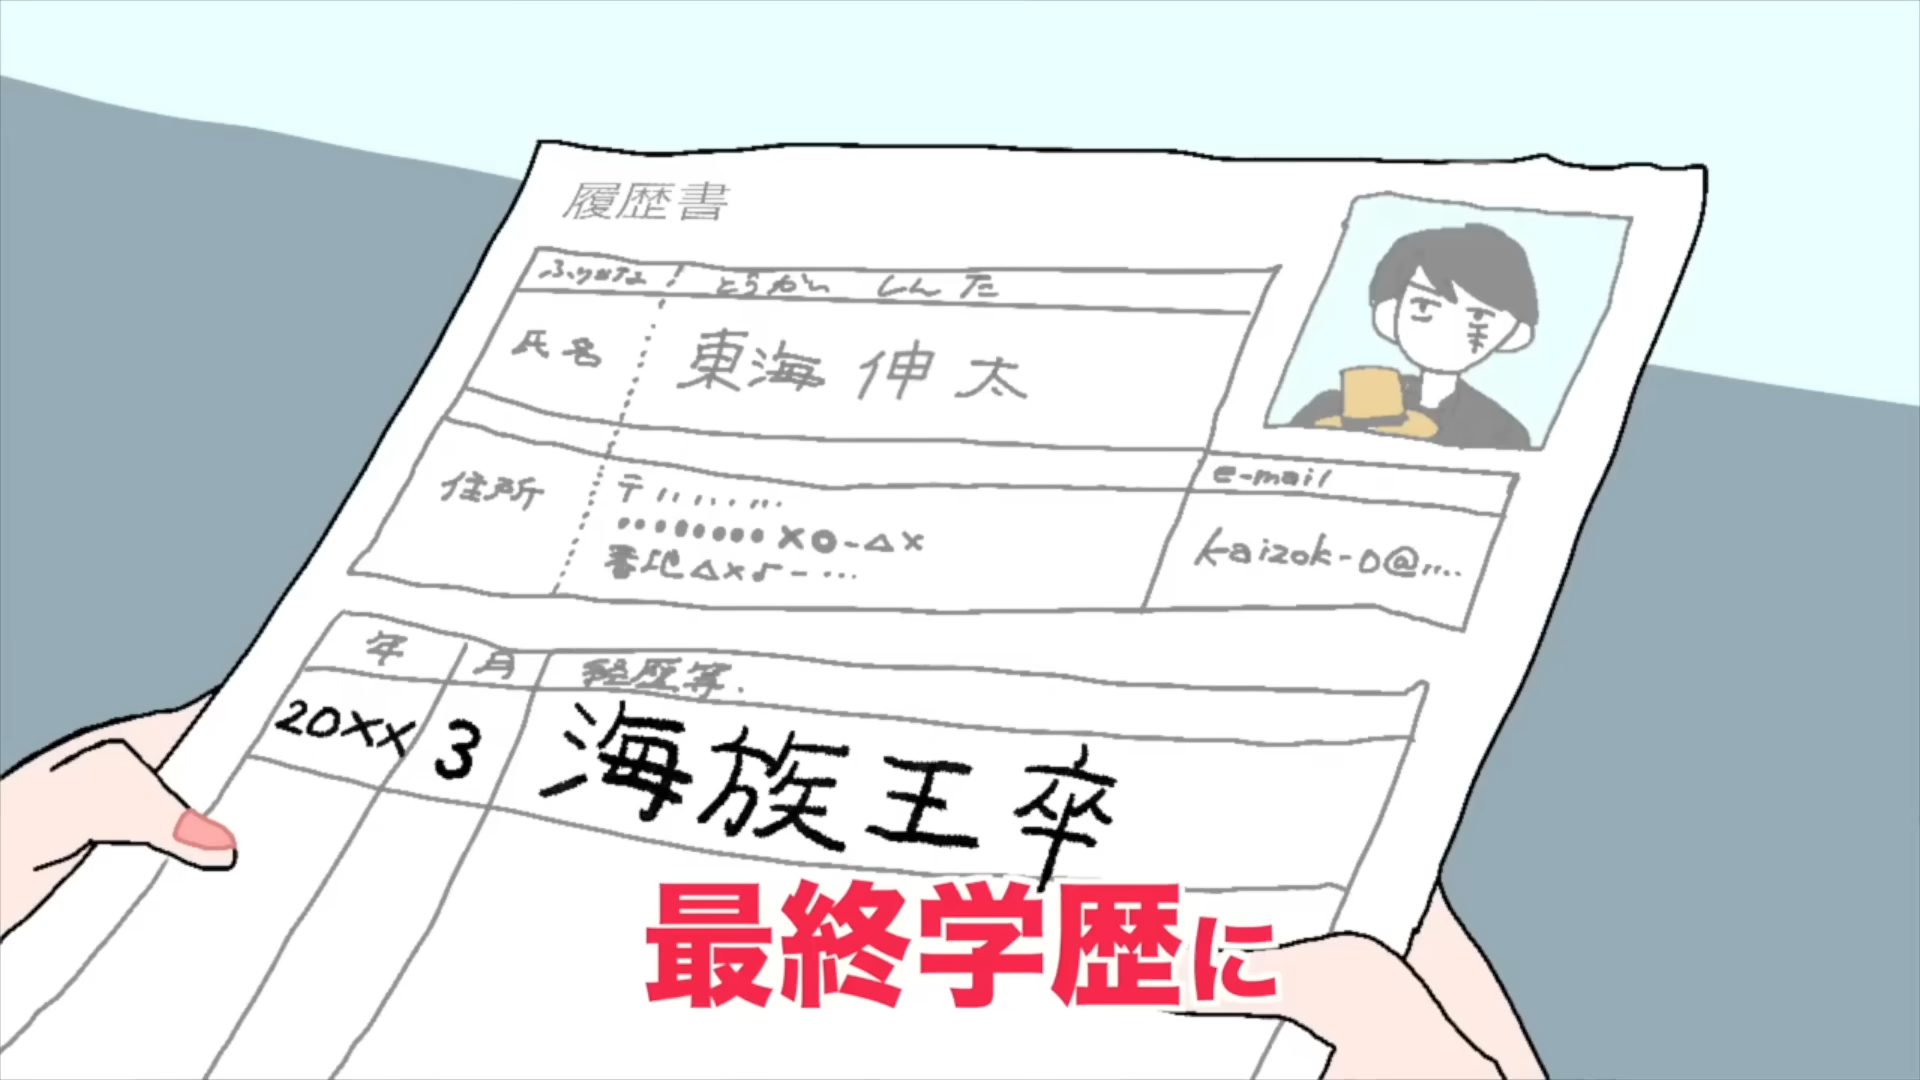 履歴書
ふりがな とうかい しんた
氏名 東海 伸太
住所
〒
×○-△×
番地△×♪-…
e-mail
kaizok-o@....
年 月 経歴等.
20XX 3 海族王卒
最終学歴に